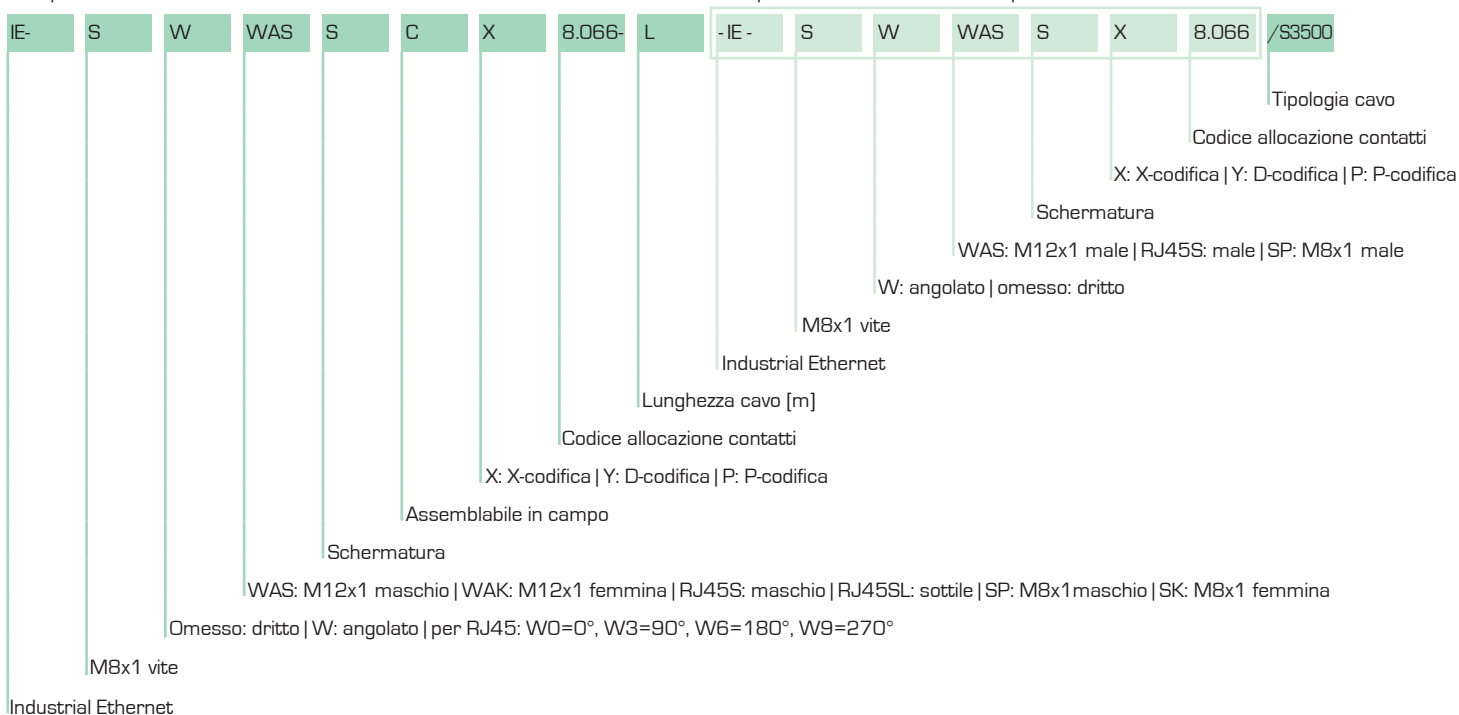 IE- S W WAS S C X 8.066- L - IE - S W WAS S X 8.066 /S3500
Tipologia cavo
Codice allocazione contatti
X: X-codifica | Y: D-codifica | P: P-codifica
Schermatura
WAS: M12x1 male | RJ45S: male | SP: M8x1 male
W: angolato | omesso: dritto
M8x1 vite
Industrial Ethernet
Lunghezza cavo [m]
Codice allocazione contatti
X: X-codifica | Y: D-codifica | P: P-codifica
Assemblabile in campo
Schermatura
WAS: M12x1 maschio | WAK: M12x1 femmina | RJ45S: maschio | RJ45SL: sottile | SP: M8x1maschio | SK: M8x1 femmina
Omesso: dritto | W: angolato | per RJ45: W0=0°, W3=90°, W6=180°, W9=270°
M8x1 vite
Industrial Ethernet